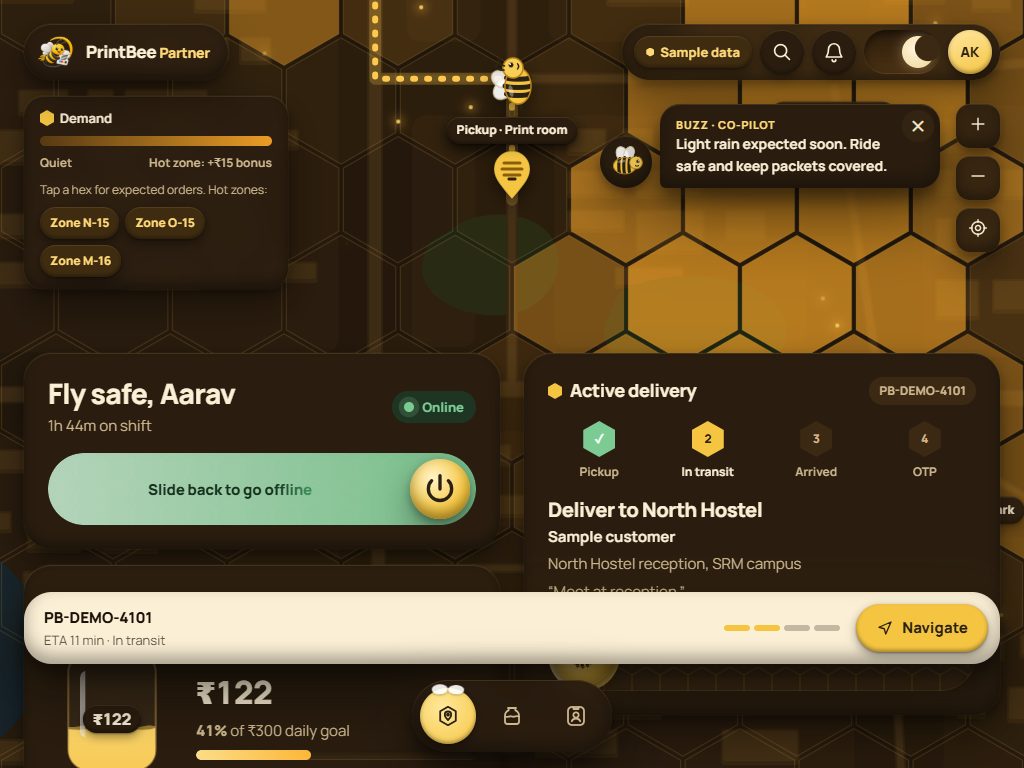 PrintBee Partner
Sample data
AK
Demand
Quiet
Hot zone: +₹15 bonus
Tap a hex for expected orders. Hot zones:
Zone N-15
Zone O-15
Zone M-16
Pickup · Print room
BUZZ · CO-PILOT
Light rain expected soon. Ride
safe and keep packets covered.
Fly safe, Aarav
1h 44m on shift
Online
Slide back to go offline
Active delivery
PB-DEMO-4101
2
3
4
Pickup
In transit
Arrived
OTP
Deliver to North Hostel
Sample customer
North Hostel reception, SRM campus
"Meet at reception."
PB-DEMO-4101
ETA 11 min · In transit
Navigate
₹122
₹122
41% of ₹300 daily goal